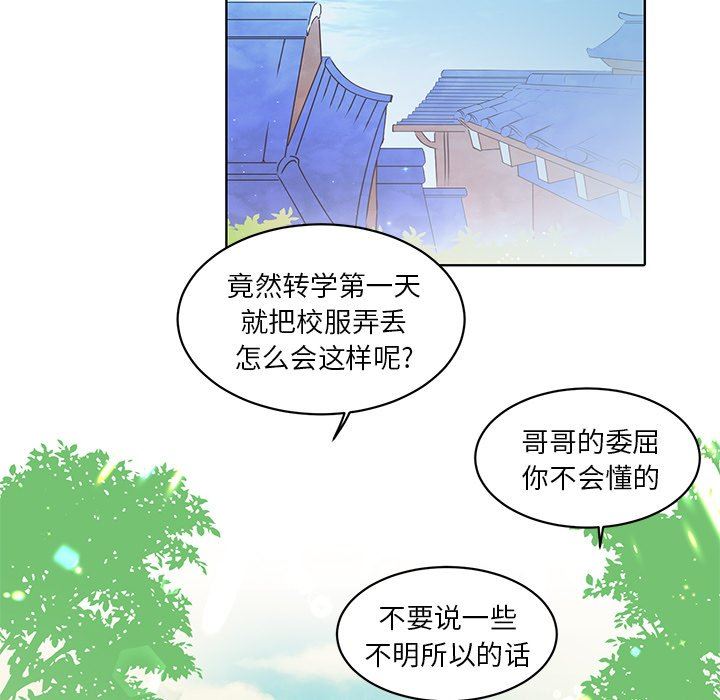 竟然转学第一天
就把校服弄丢
怎么会这样呢?
哥哥的委屈
你不会懂的
不要说一些
不明所以的话